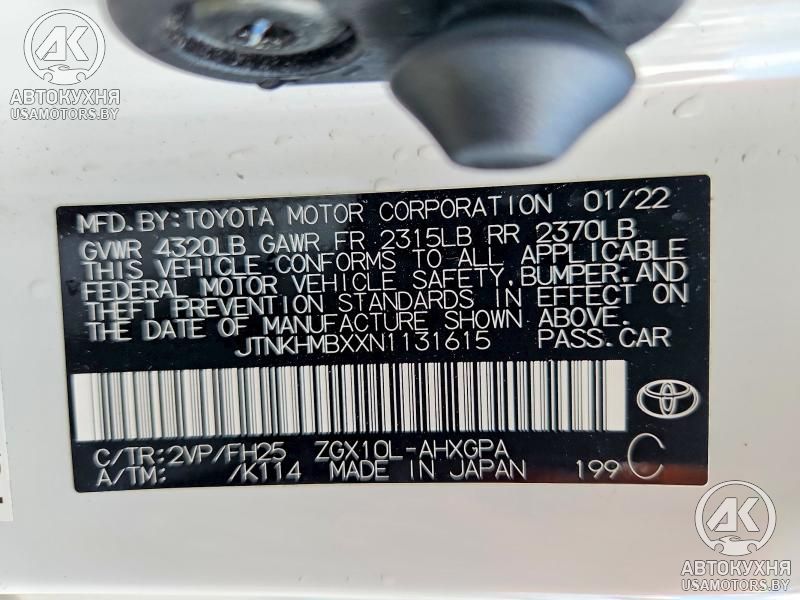 AK
АВТОКУХНЯ
USAMOTORS.BY
MFD. BY: TOYOTA MOTOR CORPORATION 01/22
GVWR 4320LB GAWR FR 2315LB RR 2370LB
THIS VEHICLE CONFORMS TO ALL APPLICABLE
FEDERAL MOTOR VEHICLE SAFETY, BUMPER, AND
THEFT PREVENTION STANDARDS IN EFFECT ON
THE DATE OF MANUFACTURE SHOWN ABOVE.
JTNKHMBXXN1131615 PASS. CAR
C/TR: 2VP/FH25 ZGX10L-AHXGPA
A/TM: /K114 MADE IN JAPAN 199 C
AK
АВТОКУХНЯ
USAMOTORS.BY